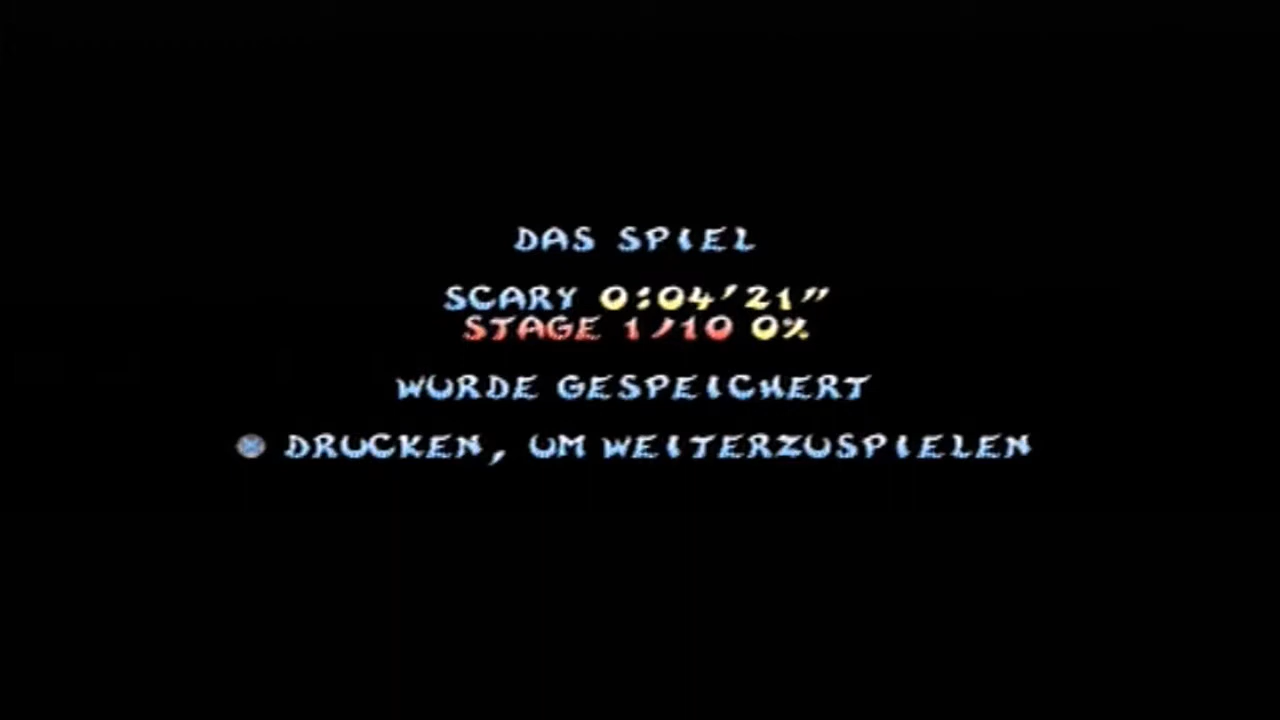 DAS SPIEL
SCARY 0:04'21"
STAGE 1/10 0%
WURDE GESPEICHERT
DRUCKEN, UM WEITERZUSPIELEN